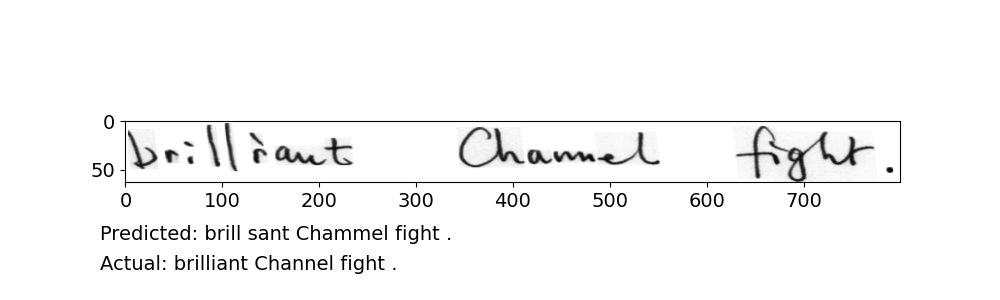 0
brilliant Channel fight.
50
0 100 200 300 400 500 600 700
Predicted: brill sant Chammel fight .
Actual: brilliant Channel fight .